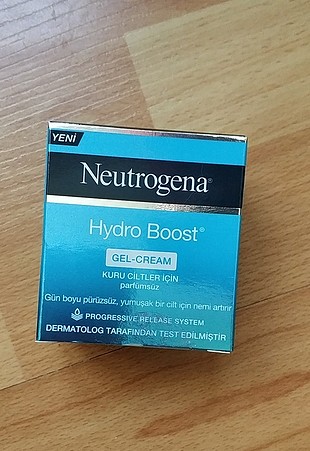 YENİ
Neutrogena®
Hydro Boost®
GEL-CREAM
KURU CİLTLER İÇİN
parfümsüz
Gün boyu pürüzsüz, yumuşak bir cilt için nemi artırır
PROGRESSIVE RELEASE SYSTEM
DERMATOLOG TARAFINDAN TEST EDİLMİŞTİR